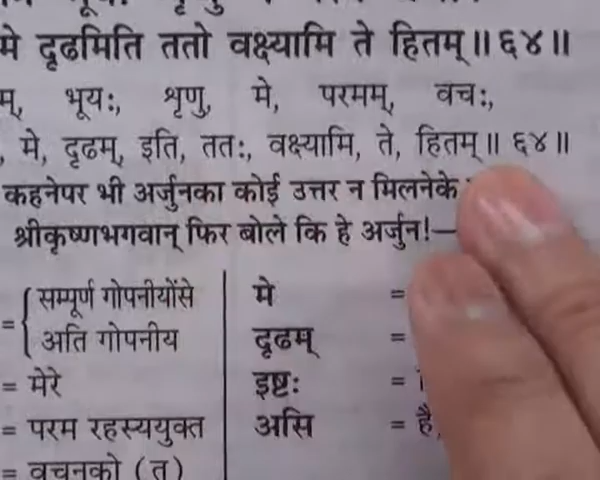 मे दृढमिति ततो वक्ष्यामि ते हितम्॥ ६४॥
म्, भूयः, शृणु, मे, परमम्, वचः,
, मे, दृढम्, इति, ततः, वक्ष्यामि, ते, हितम्॥ ६४॥
कहनेपर भी अर्जुनका कोई उत्तर न मिलनेके
श्रीकृष्णभगवान् फिर बोले कि हे अर्जुन!—
= { सम्पूर्ण गोपनीयोंसे
अति गोपनीय
= मेरे
= परम रहस्ययुक्त
= वचनको (तू)
मे =
दृढम् =
इष्टः =
असि = है,